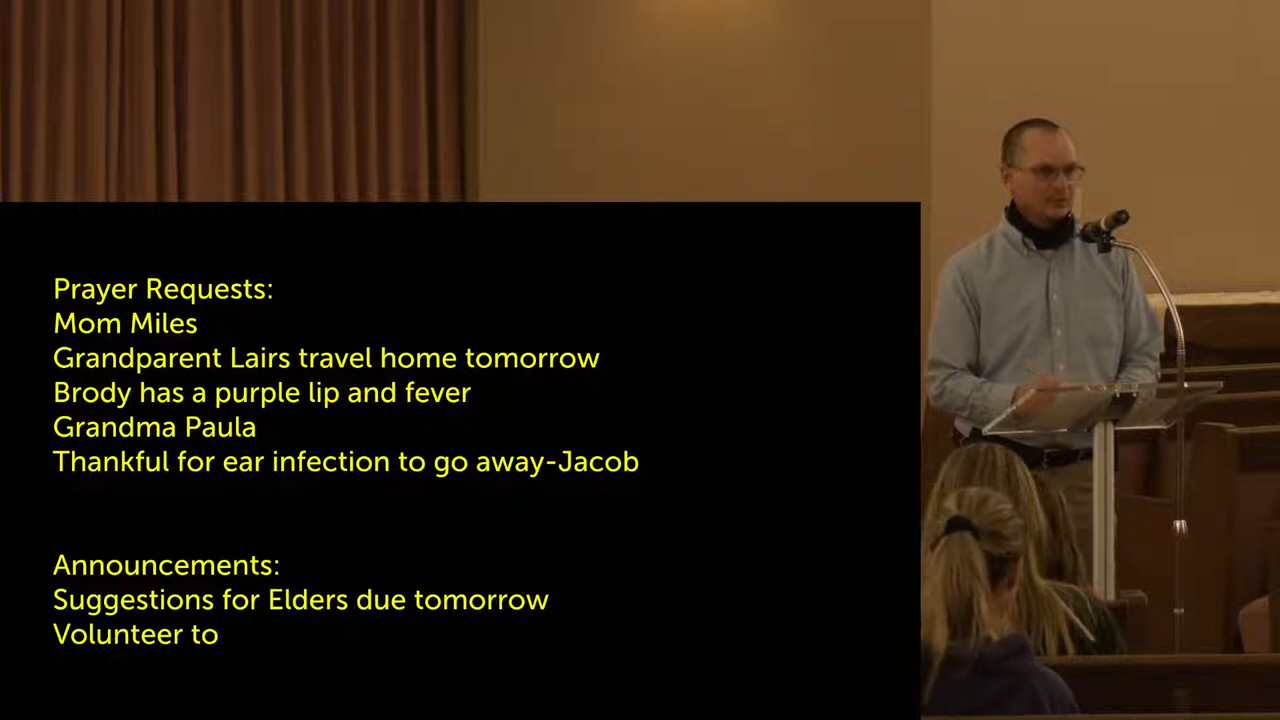 Prayer Requests:
Mom Miles
Grandparent Lairs travel home tomorrow
Brody has a purple lip and fever
Grandma Paula
Thankful for ear infection to go away-Jacob
Announcements:
Suggestions for Elders due tomorrow
Volunteer to